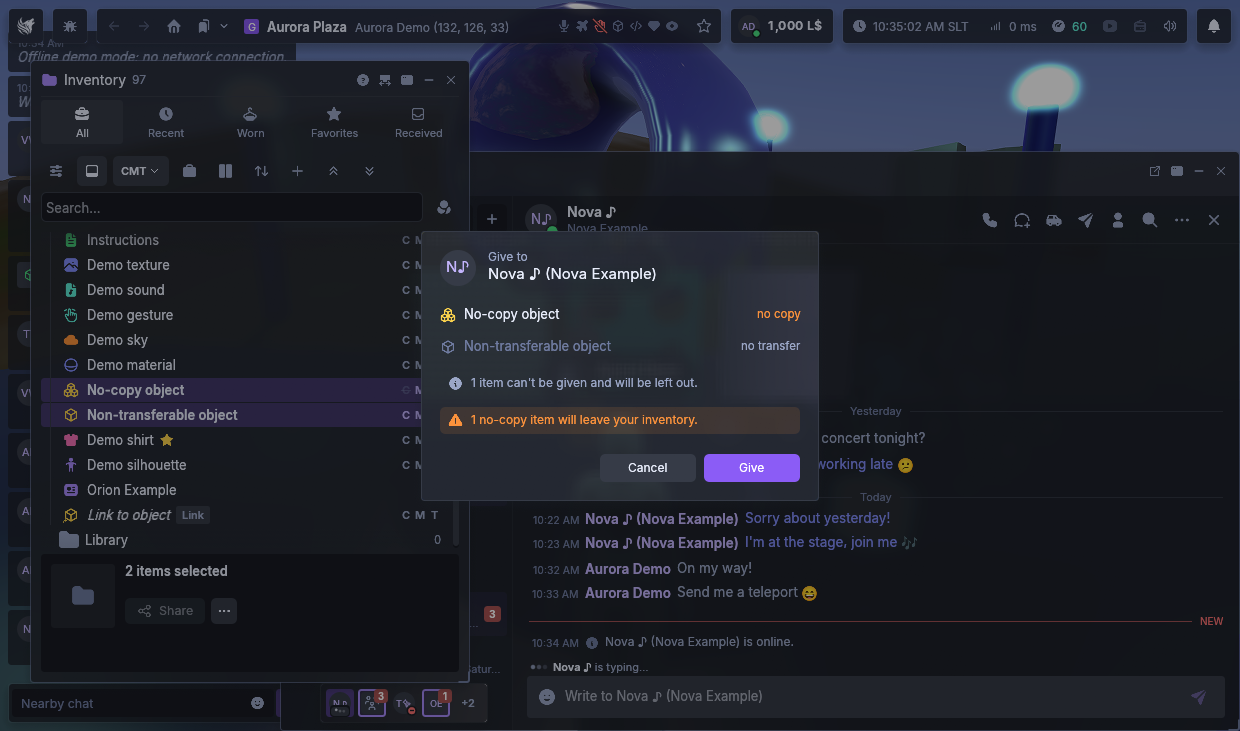 Aurora Plaza Aurora Demo (132, 126, 33)
AD 1,000 L$
10:35:02 AM SLT 0 ms 60
Offline demo mode: no network connection.
Inventory 97
All Recent Worn Favorites Received
CMT
Search...
Instructions C M
Demo texture C M
Demo sound C M
Demo gesture C M
Demo sky C M
Demo material C M
No-copy object
Non-transferable object C M
Demo shirt ⭐ C M
Demo silhouette C M
Orion Example
Link to object Link C M T
Library 0
2 items selected
Share
Nearby chat
N♪
Nova ♪
Nova Example
N♪
Give to
Nova ♪ (Nova Example)
No-copy object no copy
Non-transferable object no transfer
1 item can't be given and will be left out.
1 no-copy item will leave your inventory.
Cancel Give
Yesterday
concert tonight?
working late 😕
Today
10:22 AM Nova ♪ (Nova Example) Sorry about yesterday!
10:23 AM Nova ♪ (Nova Example) I'm at the stage, join me 🎶
10:32 AM Aurora Demo On my way!
10:33 AM Aurora Demo Send me a teleport 😄
3
NEW
10:34 AM Nova ♪ (Nova Example) is online.
Nova ♪ is typing...
Write to Nova ♪ (Nova Example)
3 OE 1 +2